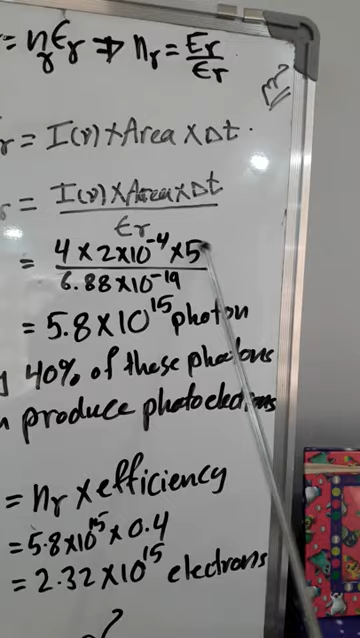 = nᵧ ϵᵧ ⇒ nᵧ = Eᵧ/ϵᵧ
m²
ᵧ = I(ν) × Area × Δt.
= I(ν) × Area × Δt / ϵᵧ
= 4 × 2×10⁻⁴ × 5 / 6.88×10⁻¹⁹
= 5.8 × 10¹⁵ photon
40% of these photons
produce photoelectrons
= nᵧ × efficiency
= 5.8×10¹⁵ × 0.4
= 2.32 × 10¹⁵ electrons
?